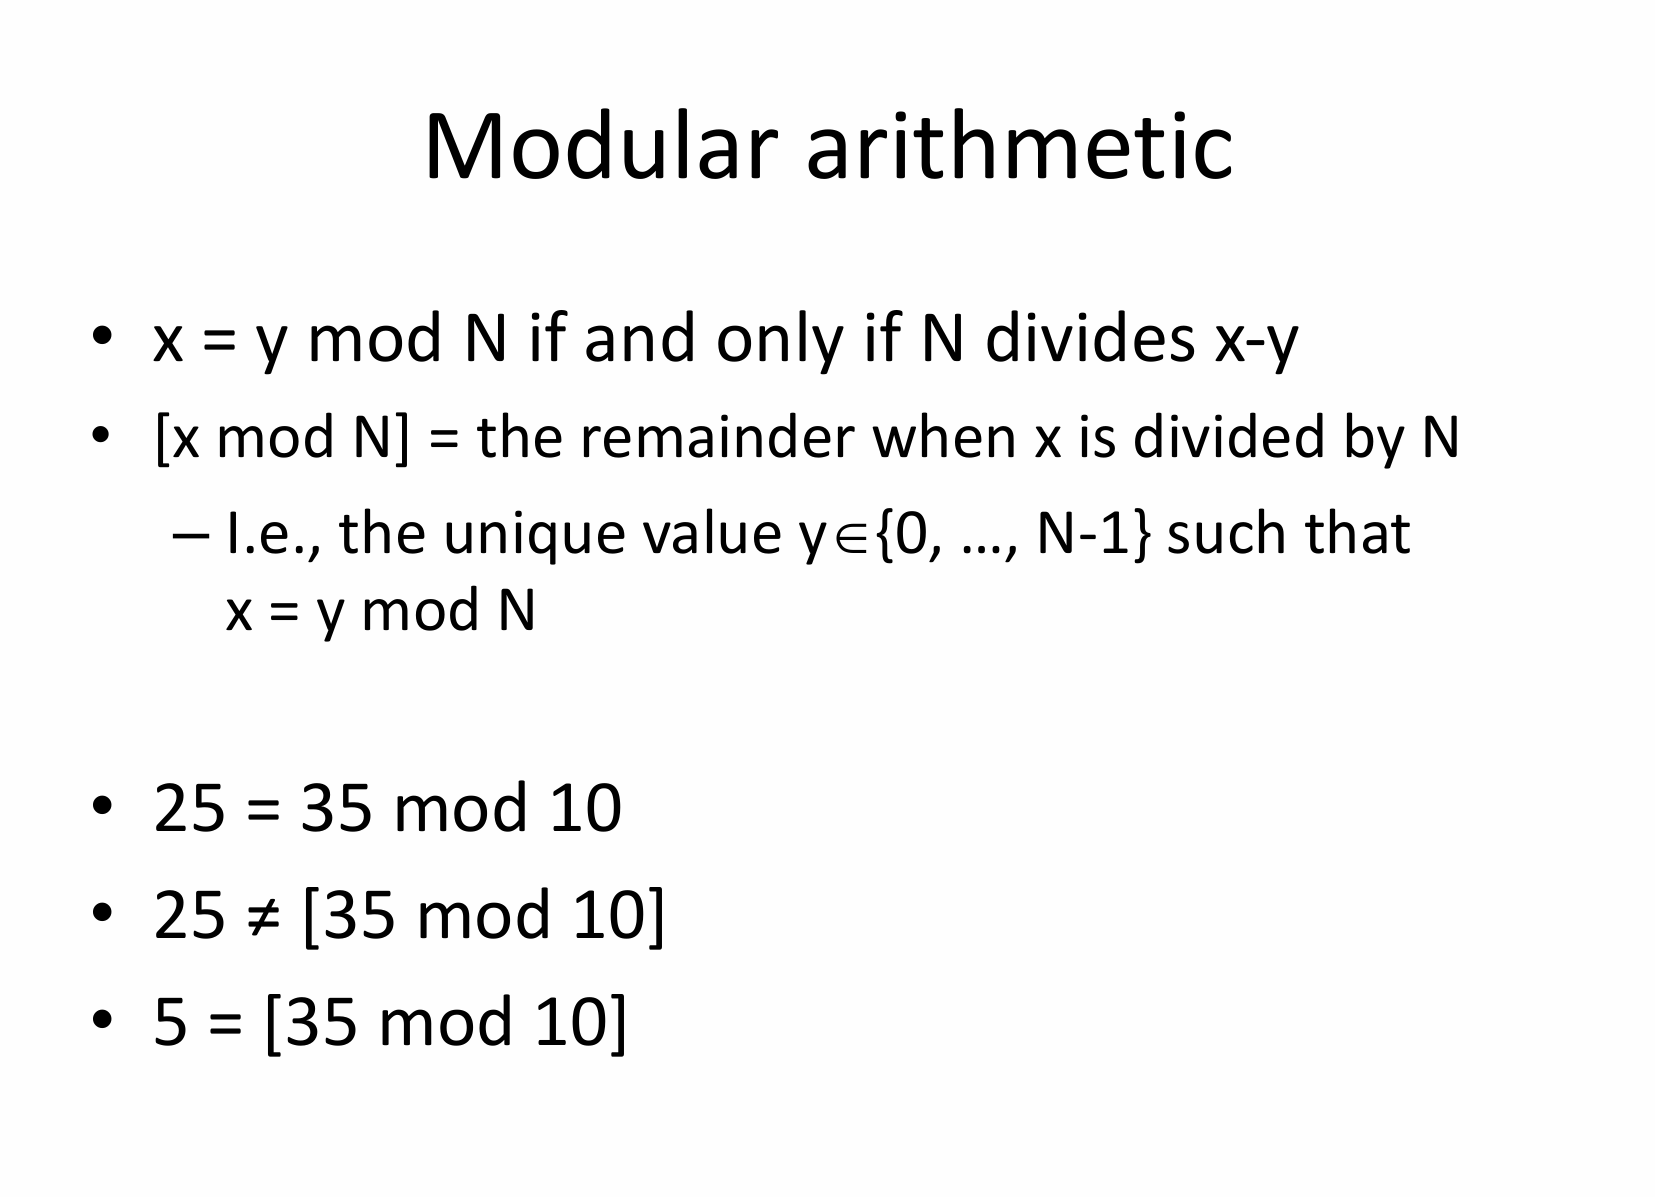 Modular arithmetic
• x = y mod N if and only if N divides x-y
• [x mod N] = the remainder when x is divided by N
– I.e., the unique value y∈{0, …, N-1} such that
x = y mod N
• 25 = 35 mod 10
• 25 ≠ [35 mod 10]
• 5 = [35 mod 10]